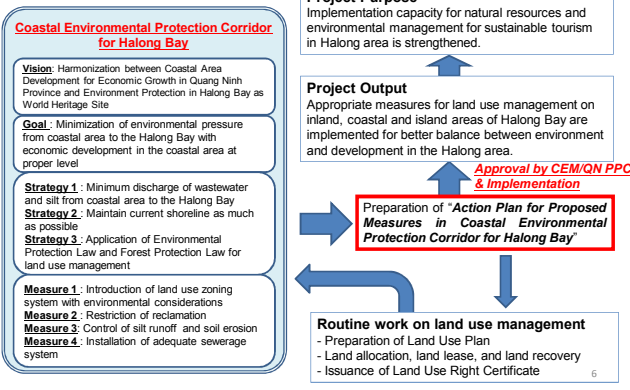 Coastal Environmental Protection Corridor
for Halong Bay
Vision: Harmonization between Coastal Area
Development for Economic Growth in Quang Ninh
Province and Environment Protection in Halong Bay as
World Heritage Site
Goal : Minimization of environmental pressure
from coastal area to the Halong Bay with
economic development in the coastal area at
proper level
Strategy 1 : Minimum discharge of wastewater
and silt from coastal area to the Halong Bay
Strategy 2 : Maintain current shoreline as much
as possible
Strategy 3 : Application of Environmental
Protection Law and Forest Protection Law for
land use management
Measure 1 : Introduction of land use zoning
system with environmental considerations
Measure 2 : Restriction of reclamation
Measure 3: Control of silt runoff and soil erosion
Measure 4 : Installation of adequate sewerage
system
Project Purpose
Implementation capacity for natural resources and
environmental management for sustainable tourism
in Halong area is strengthened.
Project Output
Appropriate measures for land use management on
inland, coastal and island areas of Halong Bay are
implemented for better balance between environment
and development in the Halong area.
Approval by CEM/QN PPC
& Implementation
Preparation of “Action Plan for Proposed
Measures in Coastal Environmental
Protection Corridor for Halong Bay”
Routine work on land use management
- Preparation of Land Use Plan
- Land allocation, land lease, and land recovery
- Issuance of Land Use Right Certificate
6